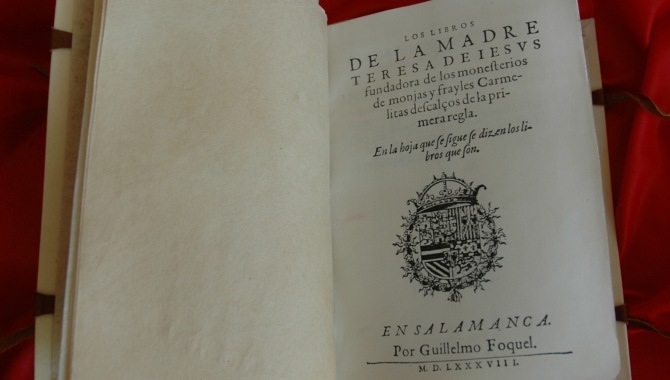 LOS LIBROS
DE LA MADRE
TERESA DE IESVS
fundadora de los moneſterios
de monjas y frayles Carme-
litas deſcalços de la pri-
mera regla.
En la hoja que ſe ſigue ſe dizen los li-
bros que ſon.
EN SALAMANCA.
Por Guillelmo Foquel.
M. D. LXXXVIII.